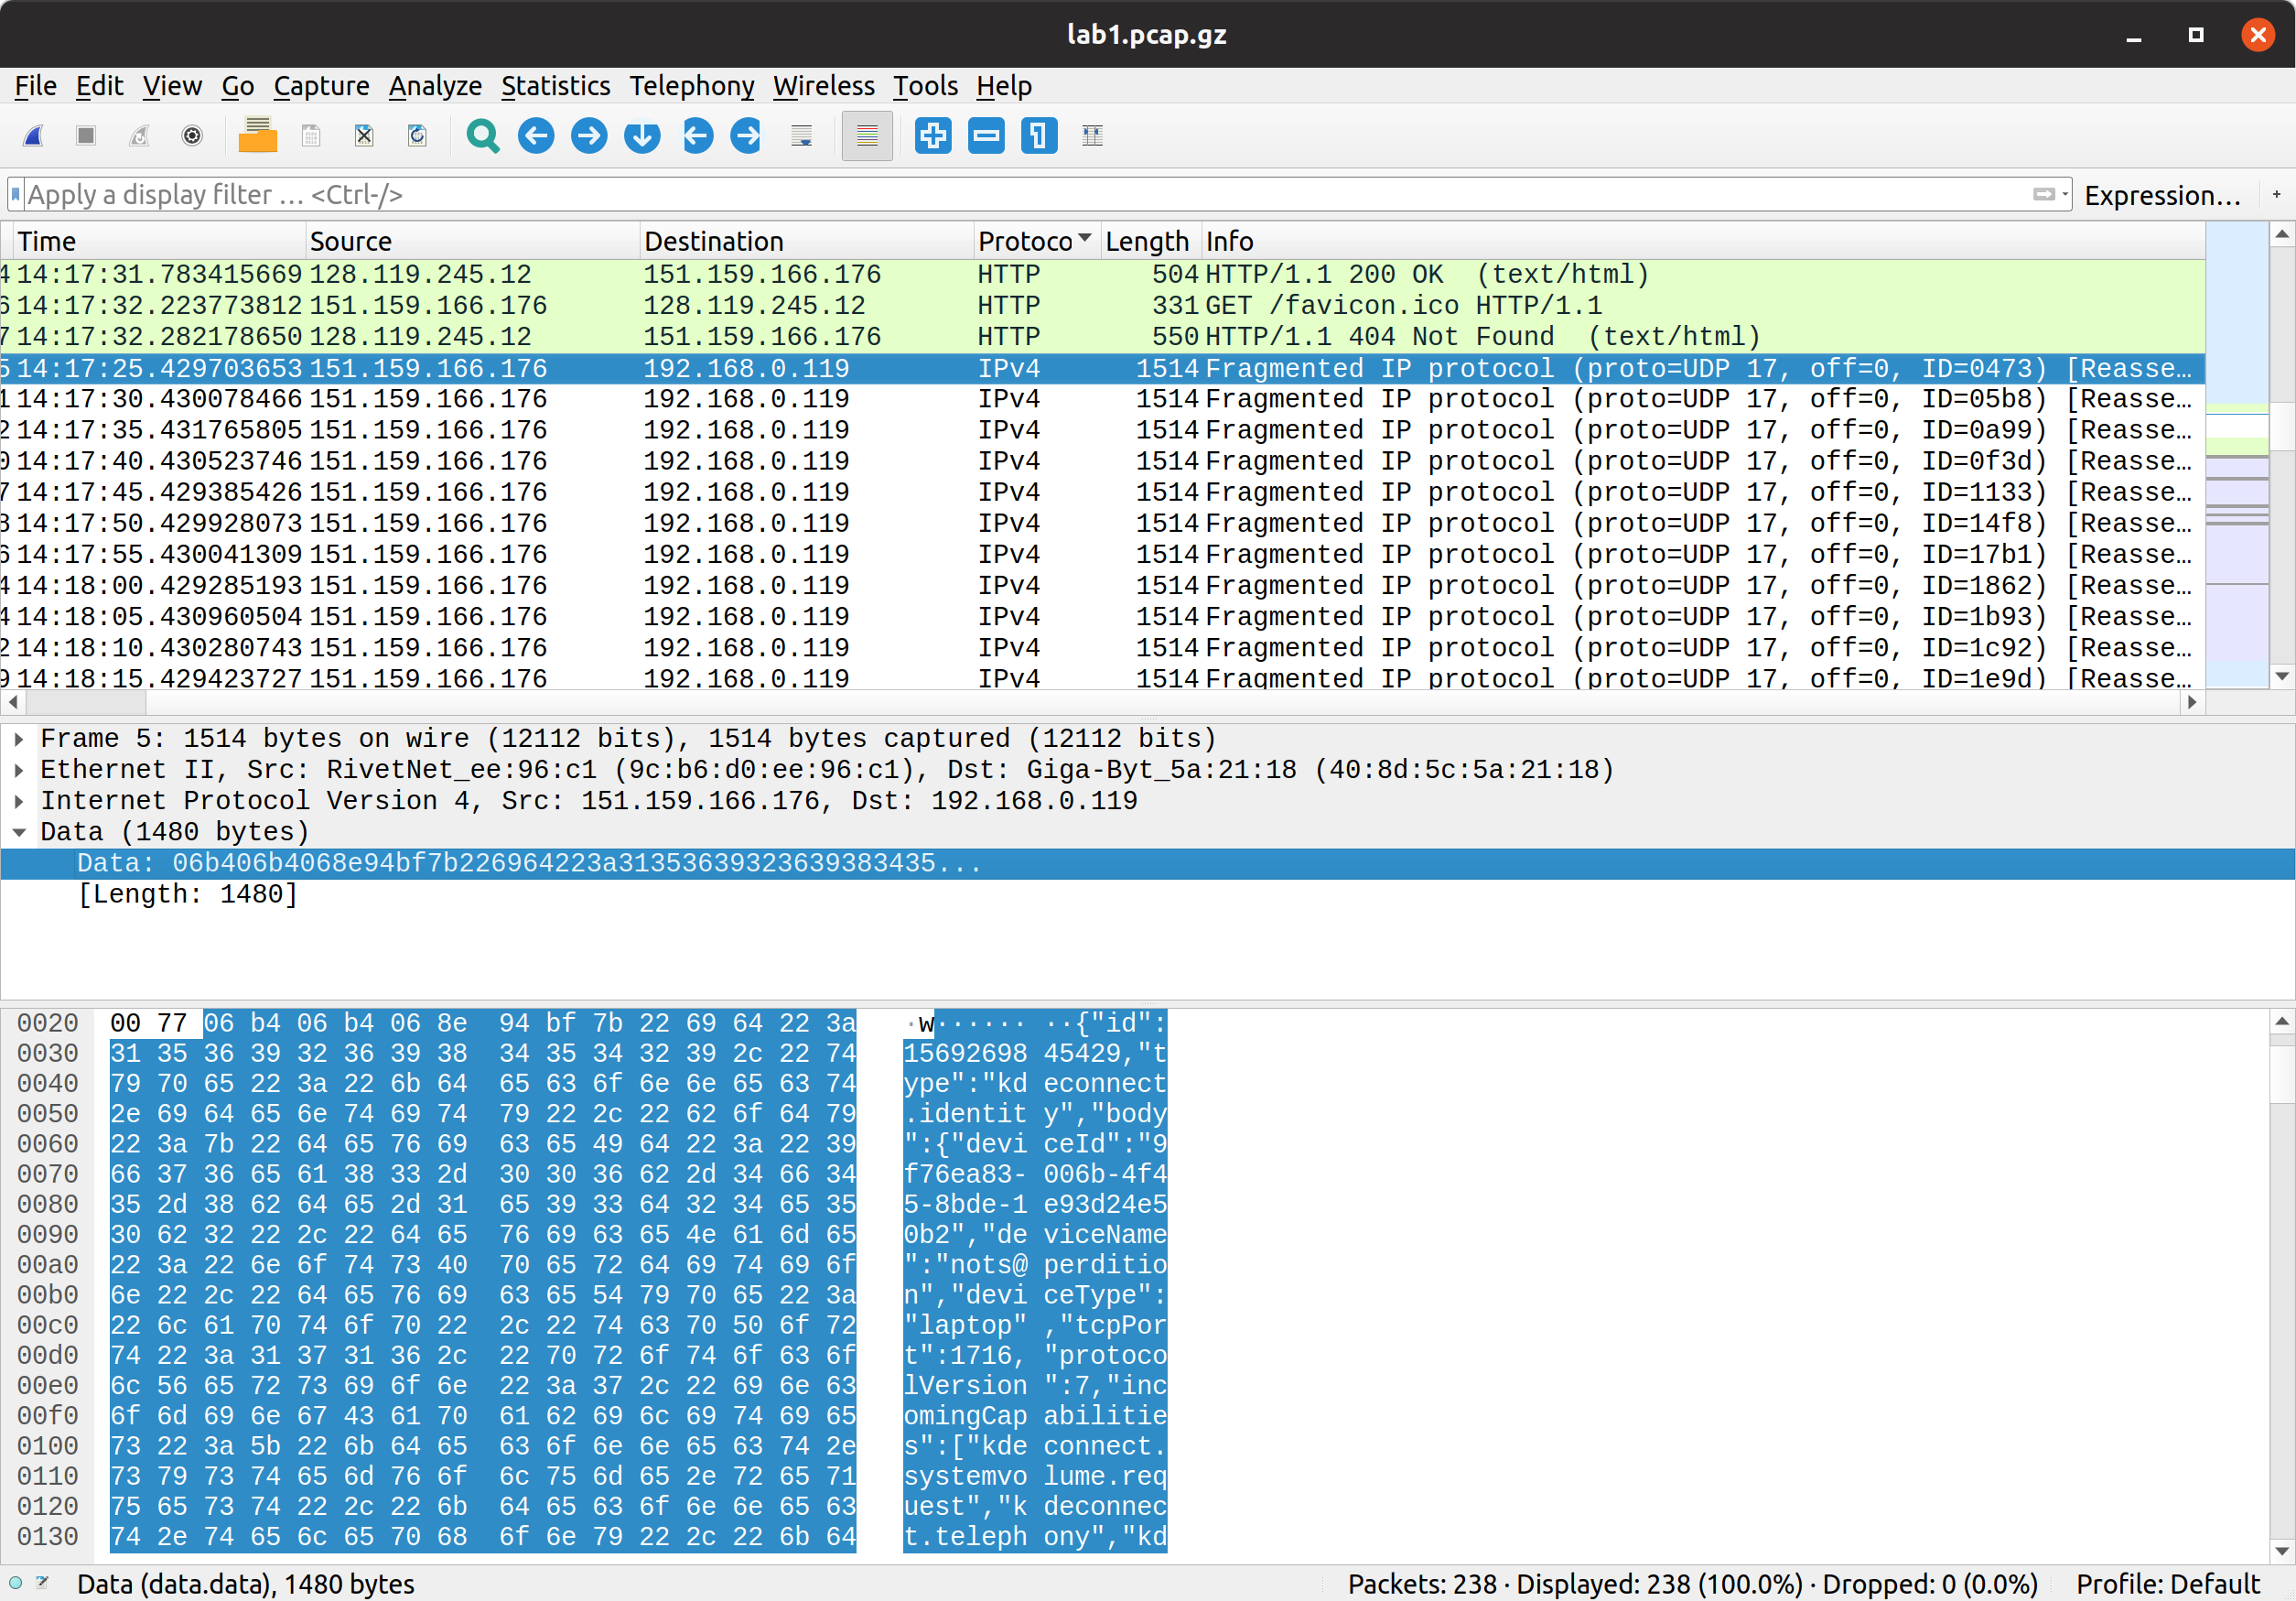 lab1.pcap.gz
File Edit View Go Capture Analyze Statistics Telephony Wireless Tools Help
Apply a display filter … <Ctrl-/> Expression… +
Time Source Destination Protoco Length Info
4 14:17:31.783415669 128.119.245.12 151.159.166.176 HTTP 504 HTTP/1.1 200 OK (text/html)
6 14:17:32.223773812 151.159.166.176 128.119.245.12 HTTP 331 GET /favicon.ico HTTP/1.1
7 14:17:32.282178650 128.119.245.12 151.159.166.176 HTTP 550 HTTP/1.1 404 Not Found (text/html)
5 14:17:25.429703653 151.159.166.176 192.168.0.119 IPv4 1514 Fragmented IP protocol (proto=UDP 17, off=0, ID=0473) [Reasse…
1 14:17:30.430078466 151.159.166.176 192.168.0.119 IPv4 1514 Fragmented IP protocol (proto=UDP 17, off=0, ID=05b8) [Reasse…
2 14:17:35.431765805 151.159.166.176 192.168.0.119 IPv4 1514 Fragmented IP protocol (proto=UDP 17, off=0, ID=0a99) [Reasse…
0 14:17:40.430523746 151.159.166.176 192.168.0.119 IPv4 1514 Fragmented IP protocol (proto=UDP 17, off=0, ID=0f3d) [Reasse…
7 14:17:45.429385426 151.159.166.176 192.168.0.119 IPv4 1514 Fragmented IP protocol (proto=UDP 17, off=0, ID=1133) [Reasse…
8 14:17:50.429928073 151.159.166.176 192.168.0.119 IPv4 1514 Fragmented IP protocol (proto=UDP 17, off=0, ID=14f8) [Reasse…
6 14:17:55.430041309 151.159.166.176 192.168.0.119 IPv4 1514 Fragmented IP protocol (proto=UDP 17, off=0, ID=17b1) [Reasse…
4 14:18:00.429285193 151.159.166.176 192.168.0.119 IPv4 1514 Fragmented IP protocol (proto=UDP 17, off=0, ID=1862) [Reasse…
4 14:18:05.430960504 151.159.166.176 192.168.0.119 IPv4 1514 Fragmented IP protocol (proto=UDP 17, off=0, ID=1b93) [Reasse…
2 14:18:10.430280743 151.159.166.176 192.168.0.119 IPv4 1514 Fragmented IP protocol (proto=UDP 17, off=0, ID=1c92) [Reasse…
9 14:18:15.429423727 151.159.166.176 192.168.0.119 IPv4 1514 Fragmented IP protocol (proto=UDP 17, off=0, ID=1e9d) [Reasse…
Frame 5: 1514 bytes on wire (12112 bits), 1514 bytes captured (12112 bits)
Ethernet II, Src: RivetNet_ee:96:c1 (9c:b6:d0:ee:96:c1), Dst: Giga-Byt_5a:21:18 (40:8d:5c:5a:21:18)
Internet Protocol Version 4, Src: 151.159.166.176, Dst: 192.168.0.119
Data (1480 bytes)
Data: 06b406b4068e94bf7b226964223a31353639323639383435...
[Length: 1480]
0020 00 77 06 b4 06 b4 06 8e 94 bf 7b 22 69 64 22 3a ·w······ ··{"id":
0030 31 35 36 39 32 36 39 38 34 35 34 32 39 2c 22 74 15692698 45429,"t
0040 79 70 65 22 3a 22 6b 64 65 63 6f 6e 6e 65 63 74 ype":"kd econnect
0050 2e 69 64 65 6e 74 69 74 79 22 2c 22 62 6f 64 79 .identit y","body
0060 22 3a 7b 22 64 65 76 69 63 65 49 64 22 3a 22 39 ":{"devi ceId":"9
0070 66 37 36 65 61 38 33 2d 30 30 36 62 2d 34 66 34 f76ea83- 006b-4f4
0080 35 2d 38 62 64 65 2d 31 65 39 33 64 32 34 65 35 5-8bde-1 e93d24e5
0090 30 62 32 22 2c 22 64 65 76 69 63 65 4e 61 6d 65 0b2","de viceName
00a0 22 3a 22 6e 6f 74 73 40 70 65 72 64 69 74 69 6f ":"nots@ perditio
00b0 6e 22 2c 22 64 65 76 69 63 65 54 79 70 65 22 3a n","devi ceType":
00c0 22 6c 61 70 74 6f 70 22 2c 22 74 63 70 50 6f 72 "laptop" ,"tcpPor
00d0 74 22 3a 31 37 31 36 2c 22 70 72 6f 74 6f 63 6f t":1716, "protoco
00e0 6c 56 65 72 73 69 6f 6e 22 3a 37 2c 22 69 6e 63 lVersion ":7,"inc
00f0 6f 6d 69 6e 67 43 61 70 61 62 69 6c 69 74 69 65 omingCap abilitie
0100 73 22 3a 5b 22 6b 64 65 63 6f 6e 6e 65 63 74 2e s":["kde connect.
0110 73 79 73 74 65 6d 76 6f 6c 75 6d 65 2e 72 65 71 systemvo lume.req
0120 75 65 73 74 22 2c 22 6b 64 65 63 6f 6e 6e 65 63 uest","k deconnec
0130 74 2e 74 65 6c 65 70 68 6f 6e 79 22 2c 22 6b 64 t.teleph ony","kd
Data (data.data), 1480 bytes Packets: 238 · Displayed: 238 (100.0%) · Dropped: 0 (0.0%) Profile: Default